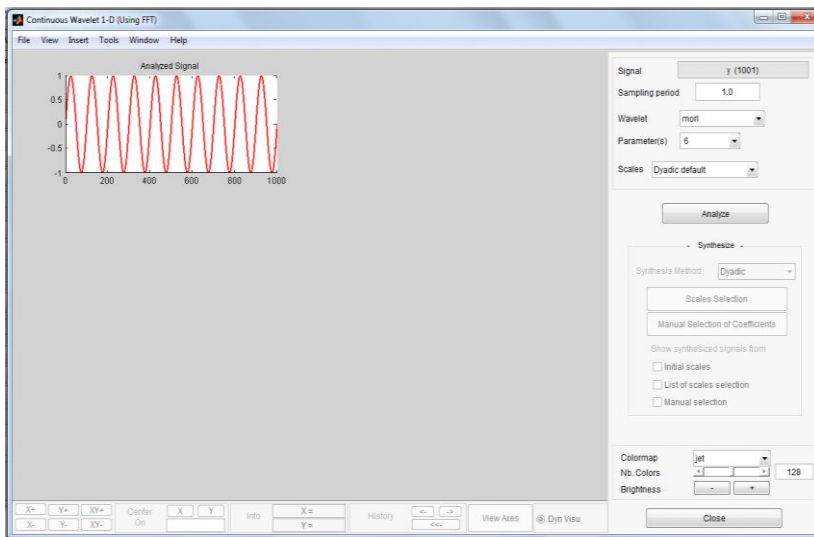 Continuous Wavelet 1-D (Using FFT)
File View Insert Tools Window Help
Analyzed Signal
1
0.5
0
-0.5
-1
0 200 400 600 800 1000
Signal y (1001)
Sampling period 1.0
Wavelet morl
Parameter(s) 6
Scales Dyadic default
Analyze
- Synthesize -
Synthesis Method Dyadic
Scales Selection
Manual Selection of Coefficients
Show synthesized signals from
Initial scales
List of scales selection
Manual selection
Colormap jet
Nb. Colors 128
Brightness - +
X+ Y+ XY+ Center X Y Info X = History <- -> View Axes Dyn Visu
X- Y- XY- On Y = <<-
Close